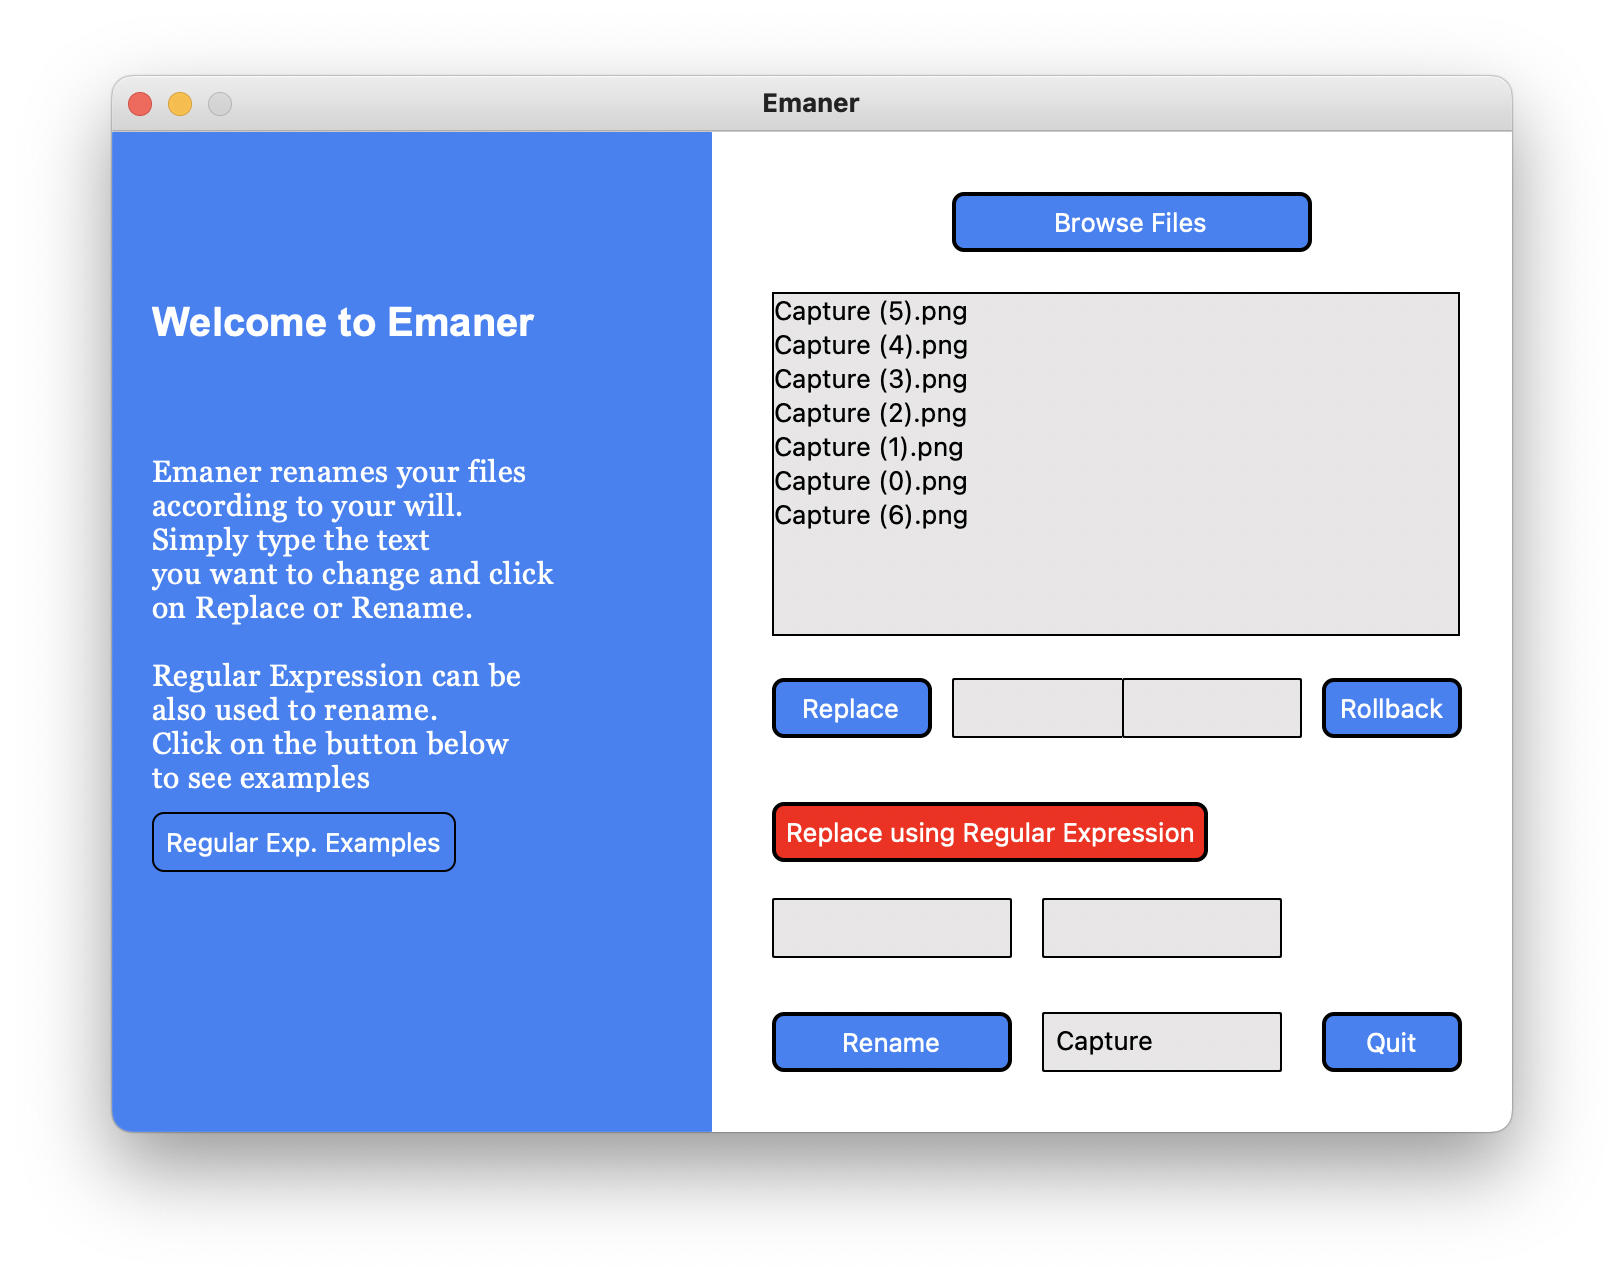 Emaner
Welcome to Emaner
Emaner renames your files
according to your will.
Simply type the text
you want to change and click
on Replace or Rename.
Regular Expression can be
also used to rename.
Click on the button below
to see examples
Regular Exp. Examples
Browse Files
Capture (5).png
Capture (4).png
Capture (3).png
Capture (2).png
Capture (1).png
Capture (0).png
Capture (6).png
Replace
Rollback
Replace using Regular Expression
Rename
Capture
Quit